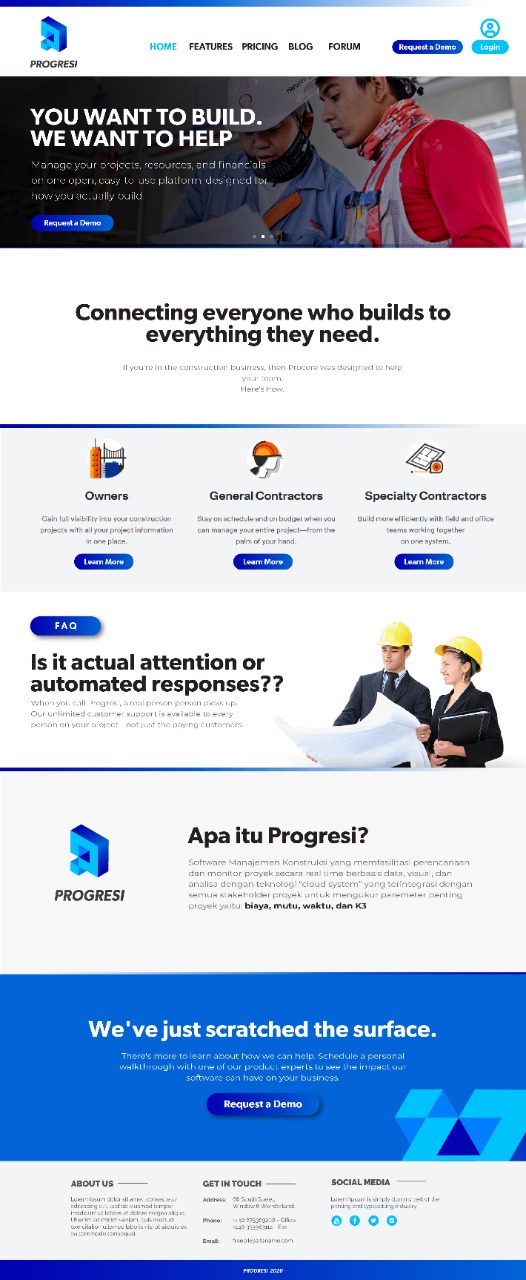 HOME FEATURES PRICING BLOG FORUM Request a Demo Login
PROGRESI
YOU WANT TO BUILD.
WE WANT TO HELP
Manage your projects, resources, and financials
on one open, easy-to-use platform designed for
how you actually build.
Request a Demo
Connecting everyone who builds to
everything they need.
If you're in the construction business, then Procore was designed to help
your team.
Here's how.
Owners
Gain full visibility into your construction
projects with all your project information
in one place.
Learn More
General Contractors
Stay on schedule and on budget when you
can manage your entire project—from the
palm of your hand.
Learn More
Specialty Contractors
Build more efficiently with field and office
teams working together
on one system.
Learn More
FAQ
Is it actual attention or
automated responses??
When you call Progresi, a real person person picks up.
Our unlimited customer support is available to every
person on your project—not just the paying customers.
PROGRESI
Apa itu Progresi?
Software Manajemen Konstruksi yang memfasilitasi perencanaan
dan monitor proyek secara real time berbasis data, visual, dan
analisa dengan teknologi "cloud system" yang terintegrasi dengan
semua stakeholder proyek untuk mengukur paremeter penting
proyek yaitu: biaya, mutu, waktu, dan K3
We've just scratched the surface.
There's more to learn about how we can help. Schedule a personal
walkthrough with one of our product experts to see the impact our
software can have on your business.
Request a Demo
ABOUT US
Lorem ipsum dolor sit amet, consectetur
adipiscing elit, sed do eiusmod tempor
incididunt ut labore et dolore magna aliqua.
Ut enim ad minim veniam, quis nostrud
exercitation ullamco laboris nisi ut aliquip ex
ea commodo consequat.
GET IN TOUCH
Address:
Window & Wonderland,
Phone:
Email:
SOCIAL MEDIA
Lorem Ipsum is simply dummy text of the
printing and typesetting industry
PROGRESI 2020